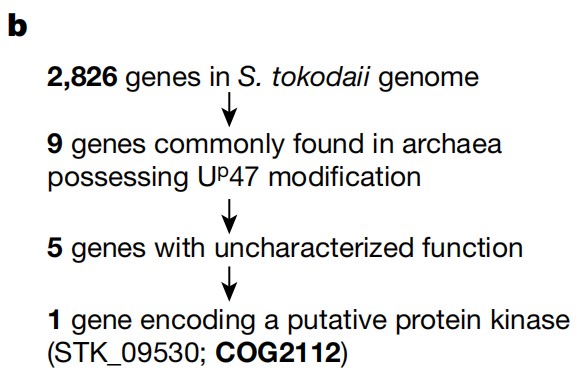 b
2,826 genes in S. tokodaii genome
9 genes commonly found in archaea
possessing Uᵖ47 modification
5 genes with uncharacterized function
1 gene encoding a putative protein kinase
(STK_09530; COG2112)